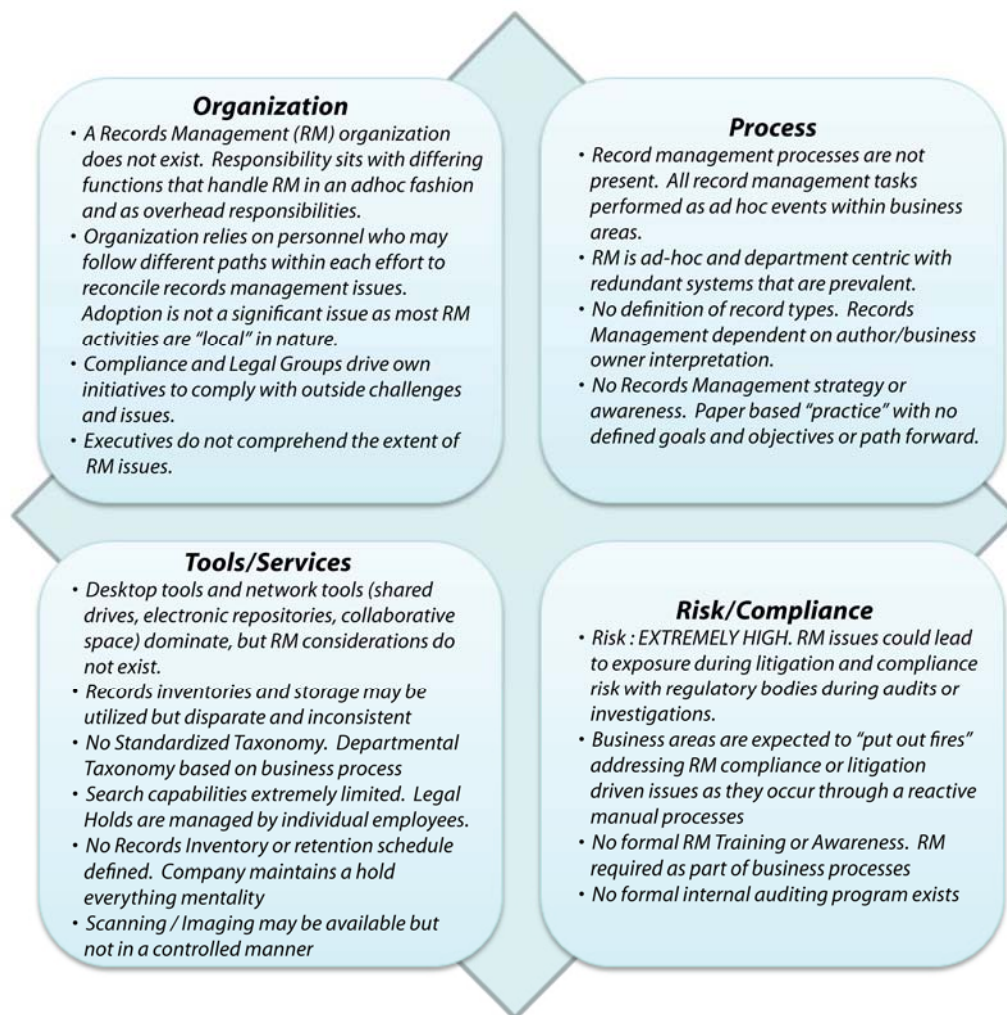 Organization
• A Records Management (RM) organization
does not exist. Responsibility sits with differing
functions that handle RM in an adhoc fashion
and as overhead responsibilities.
• Organization relies on personnel who may
follow different paths within each effort to
reconcile records management issues.
Adoption is not a significant issue as most RM
activities are "local" in nature.
• Compliance and Legal Groups drive own
initiatives to comply with outside challenges
and issues.
• Executives do not comprehend the extent of
RM issues.
Process
• Record management processes are not
present. All record management tasks
performed as ad hoc events within business
areas.
• RM is ad-hoc and department centric with
redundant systems that are prevalent.
• No definition of record types. Records
Management dependent on author/business
owner interpretation.
• No Records Management strategy or
awareness. Paper based "practice" with no
defined goals and objectives or path forward.
Tools/Services
• Desktop tools and network tools (shared
drives, electronic repositories, collaborative
space) dominate, but RM considerations do
not exist.
• Records inventories and storage may be
utilized but disparate and inconsistent
• No Standardized Taxonomy. Departmental
Taxonomy based on business process
• Search capabilities extremely limited. Legal
Holds are managed by individual employees.
• No Records Inventory or retention schedule
defined. Company maintains a hold
everything mentality
• Scanning / Imaging may be available but
not in a controlled manner
Risk/Compliance
• Risk : EXTREMELY HIGH. RM issues could lead
to exposure during litigation and compliance
risk with regulatory bodies during audits or
investigations.
• Business areas are expected to "put out fires"
addressing RM compliance or litigation
driven issues as they occur through a reactive
manual processes
• No formal RM Training or Awareness. RM
required as part of business processes
• No formal internal auditing program exists